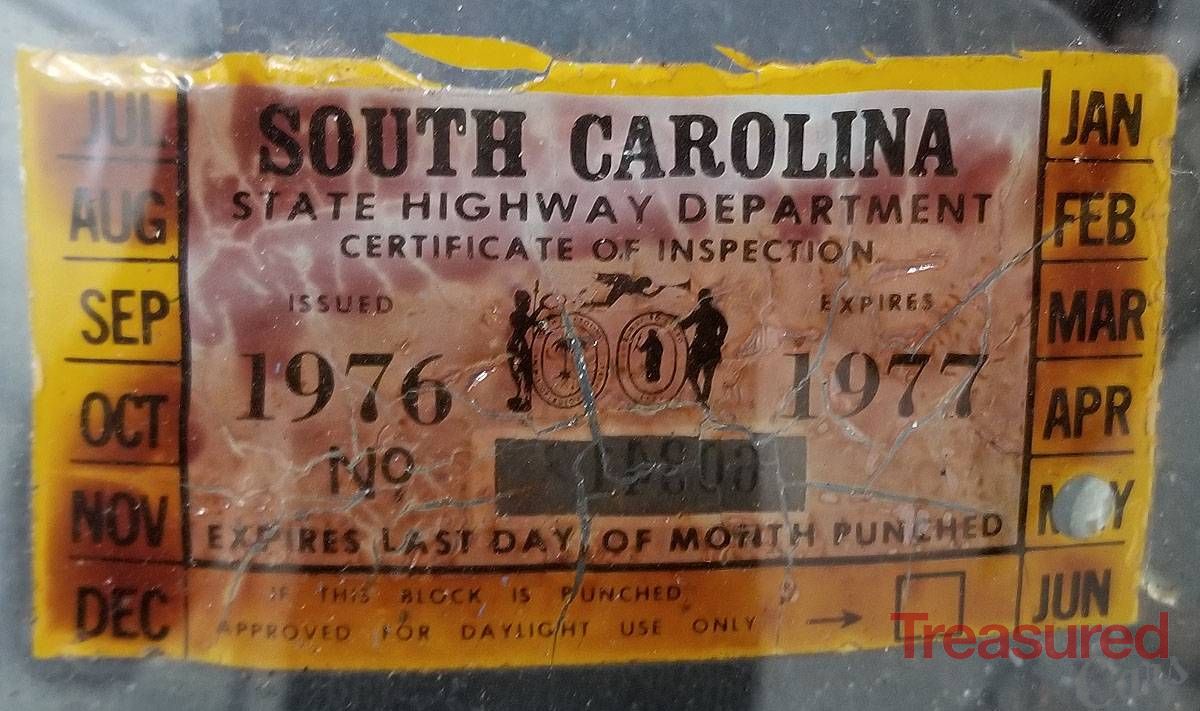 SOUTH CAROLINA
STATE HIGHWAY DEPARTMENT
CERTIFICATE OF INSPECTION
ISSUED
EXPIRES
1976
1977
NO
EXPIRES LAST DAY OF MONTH PUNCHED
IF THIS BLOCK IS PUNCHED
APPROVED FOR DAYLIGHT USE ONLY →
JUL
AUG
SEP
OCT
NOV
DEC
JAN
FEB
MAR
APR
MAY
JUN
Treasured
Cars